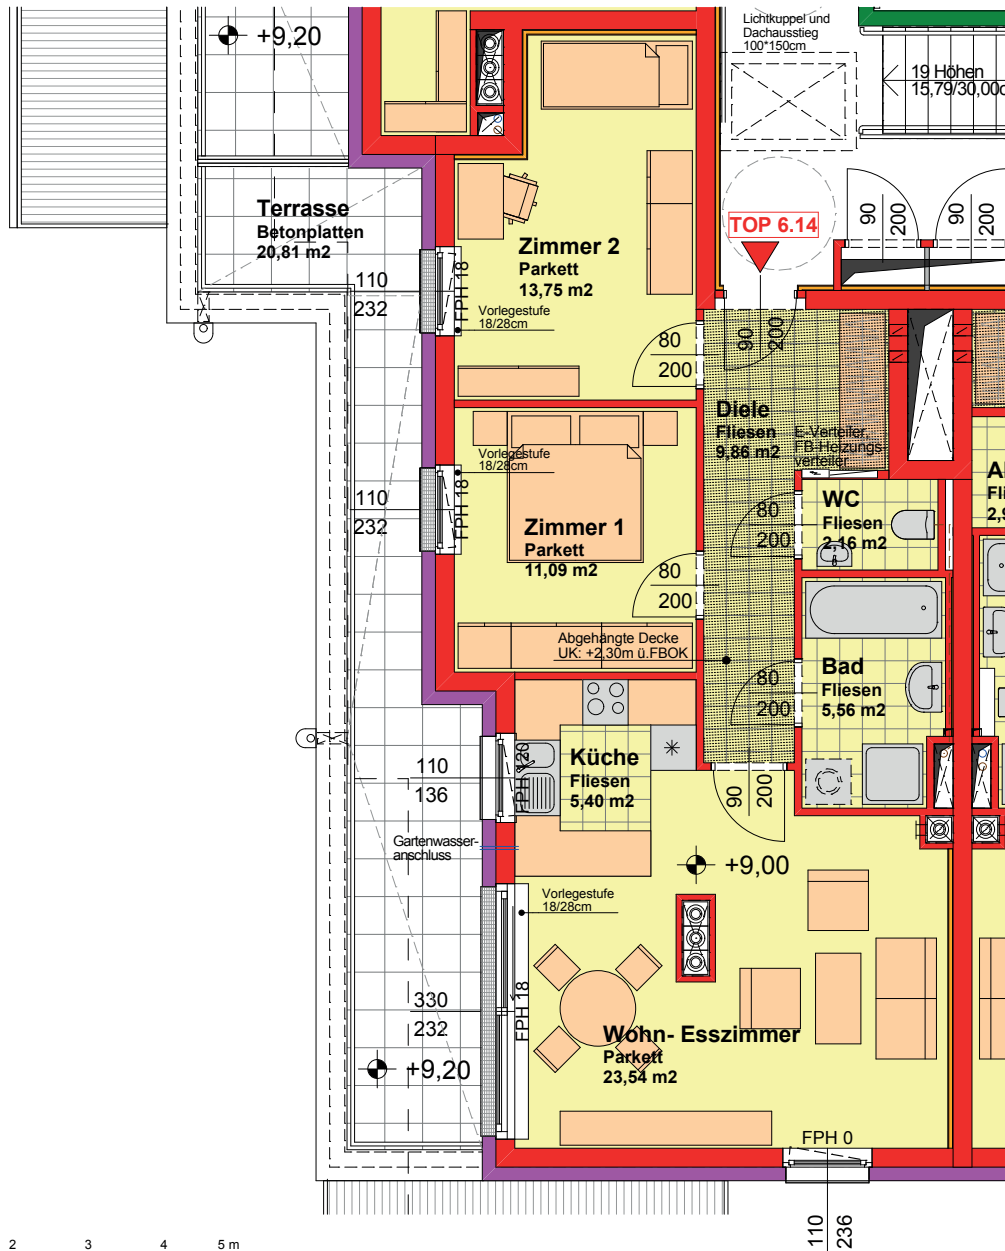 +9,20
Lichtkuppel und
Dachausstieg
100*150cm
19 Höhen
15,79/30,00c
Terrasse
Betonplatten
20,81 m2
Zimmer 2
Parkett
13,75 m2
TOP 6.14
90
200
90
200
110
232
FPH 18
Vorlegestufe
18/28cm
80
200
90
200
Diele
Fliesen
9,86 m2
E-Verteiler
FB-Heizungs-
verteiler
Vorlegestufe
18/28cm
110
232
FPH 18
Zimmer 1
Parkett
11,09 m2
80
200
WC
Fliesen
2,16 m2
A
Fli
2,9
80
200
Abgehängte Decke
UK: +2,30m ü.FBOK
80
200
Bad
Fliesen
5,56 m2
110
136
FPH 120
Küche
Fliesen
5,40 m2
90
200
Gartenwasser-
anschluss
+9,00
Vorlegestufe
18/28cm
330
232
FPH 18
Wohn- Esszimmer
Parkett
23,54 m2
+9,20
FPH 0
110
236
2 3 4 5 m